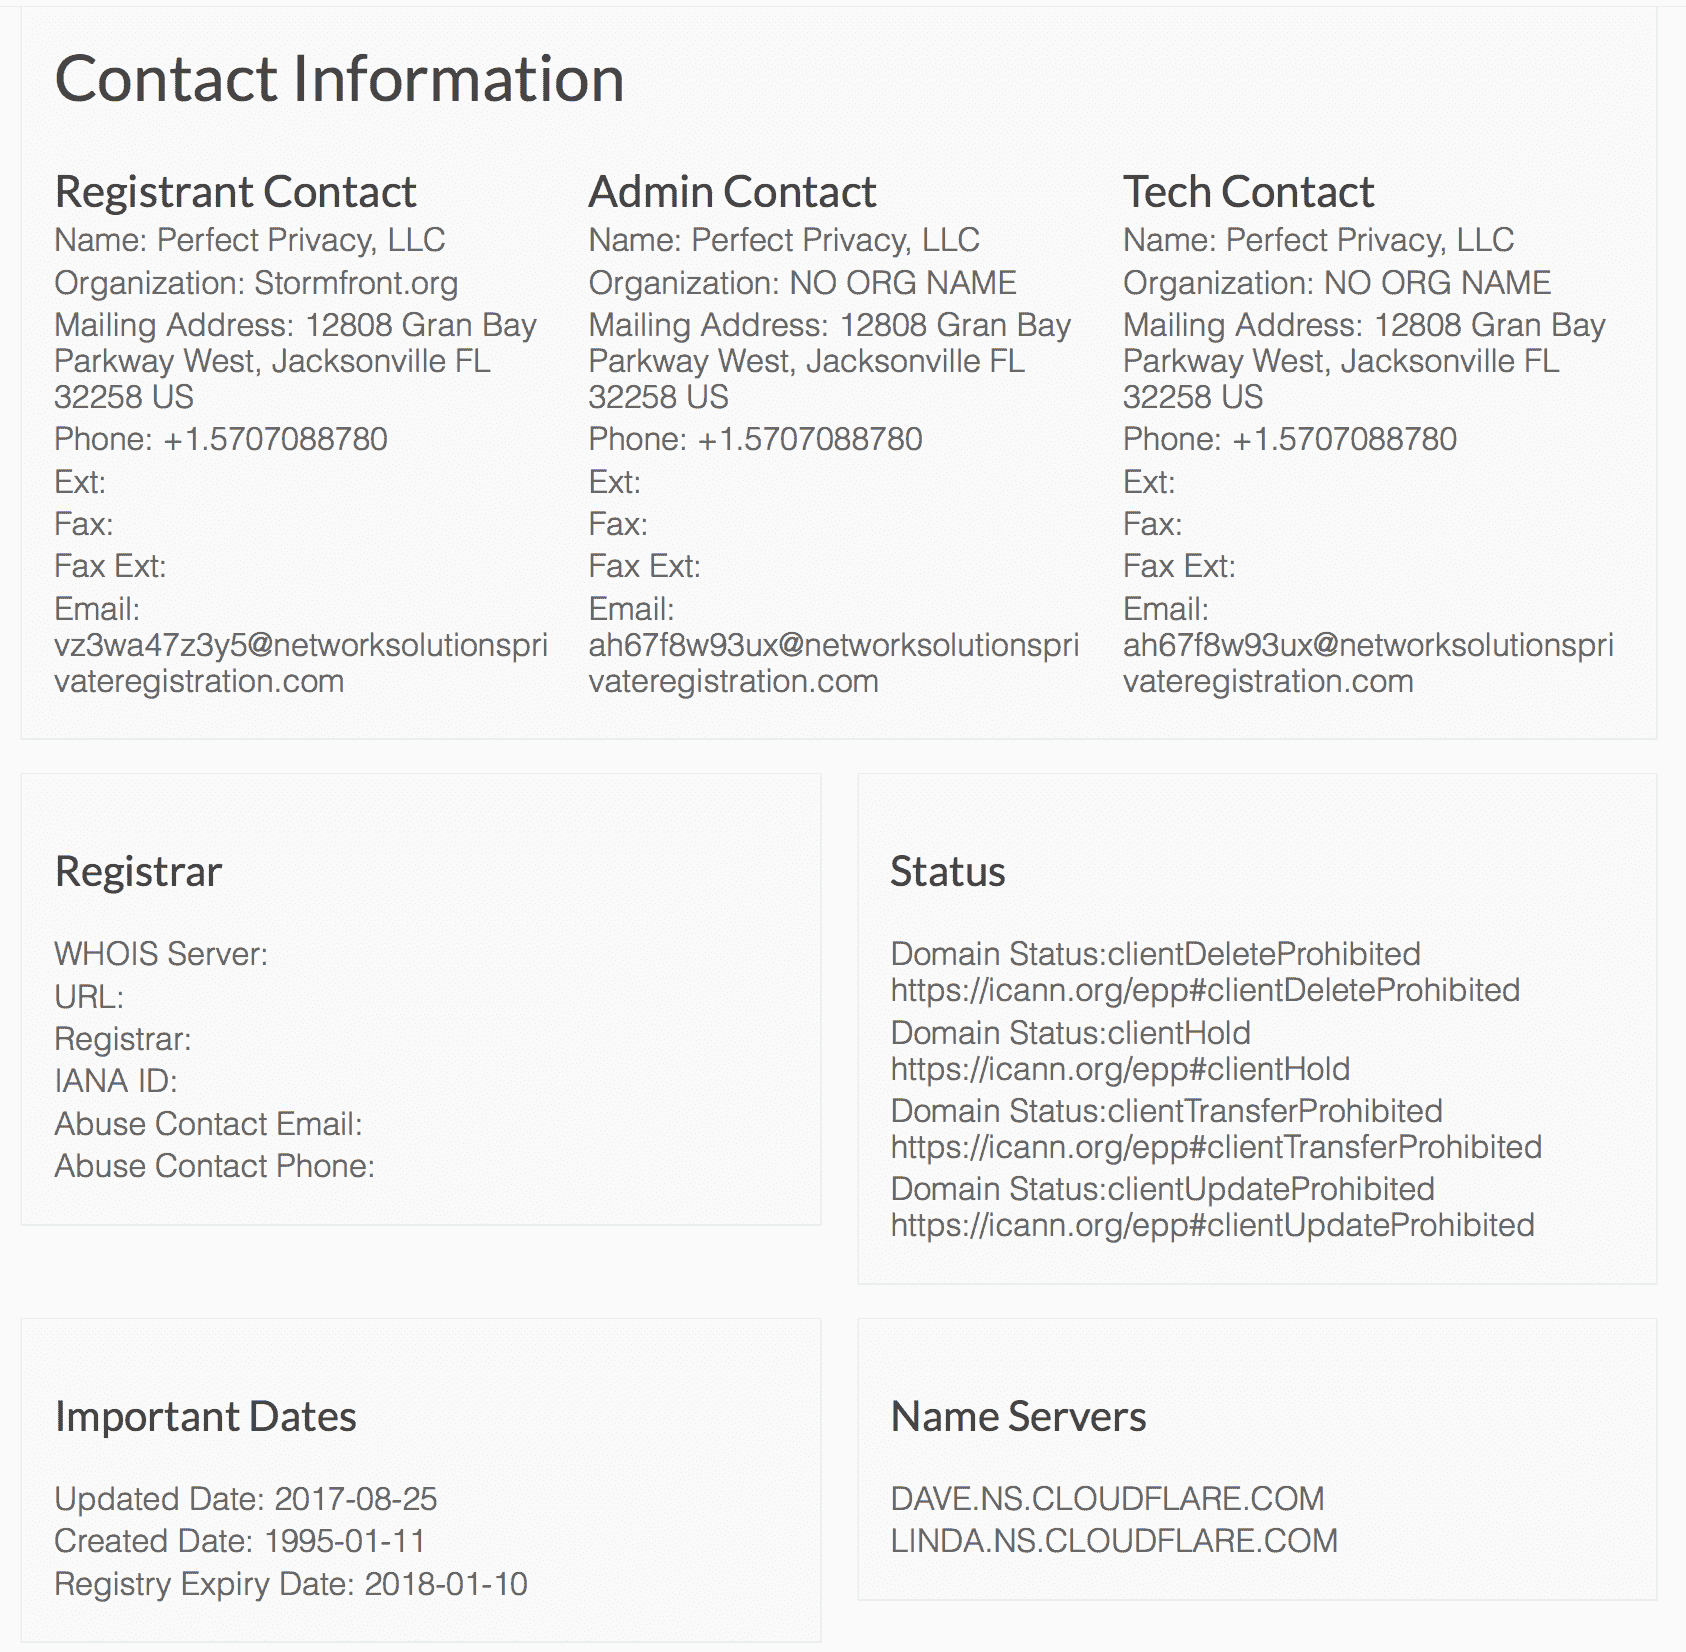 Contact Information
Registrant Contact
Name: Perfect Privacy, LLC
Organization: Stormfront.org
Mailing Address: 12808 Gran Bay
Parkway West, Jacksonville FL
32258 US
Phone: +1.5707088780
Ext:
Fax:
Fax Ext:
Email:
vz3wa47z3y5@networksolutionspri
vateregistration.com
Admin Contact
Name: Perfect Privacy, LLC
Organization: NO ORG NAME
Mailing Address: 12808 Gran Bay
Parkway West, Jacksonville FL
32258 US
Phone: +1.5707088780
Ext:
Fax:
Fax Ext:
Email:
ah67f8w93ux@networksolutionspri
vateregistration.com
Tech Contact
Name: Perfect Privacy, LLC
Organization: NO ORG NAME
Mailing Address: 12808 Gran Bay
Parkway West, Jacksonville FL
32258 US
Phone: +1.5707088780
Ext:
Fax:
Fax Ext:
Email:
ah67f8w93ux@networksolutionspri
vateregistration.com
Registrar
WHOIS Server:
URL:
Registrar:
IANA ID:
Abuse Contact Email:
Abuse Contact Phone:
Status
Domain Status:clientDeleteProhibited
https://icann.org/epp#clientDeleteProhibited
Domain Status:clientHold
https://icann.org/epp#clientHold
Domain Status:clientTransferProhibited
https://icann.org/epp#clientTransferProhibited
Domain Status:clientUpdateProhibited
https://icann.org/epp#clientUpdateProhibited
Important Dates
Updated Date: 2017-08-25
Created Date: 1995-01-11
Registry Expiry Date: 2018-01-10
Name Servers
DAVE.NS.CLOUDFLARE.COM
LINDA.NS.CLOUDFLARE.COM